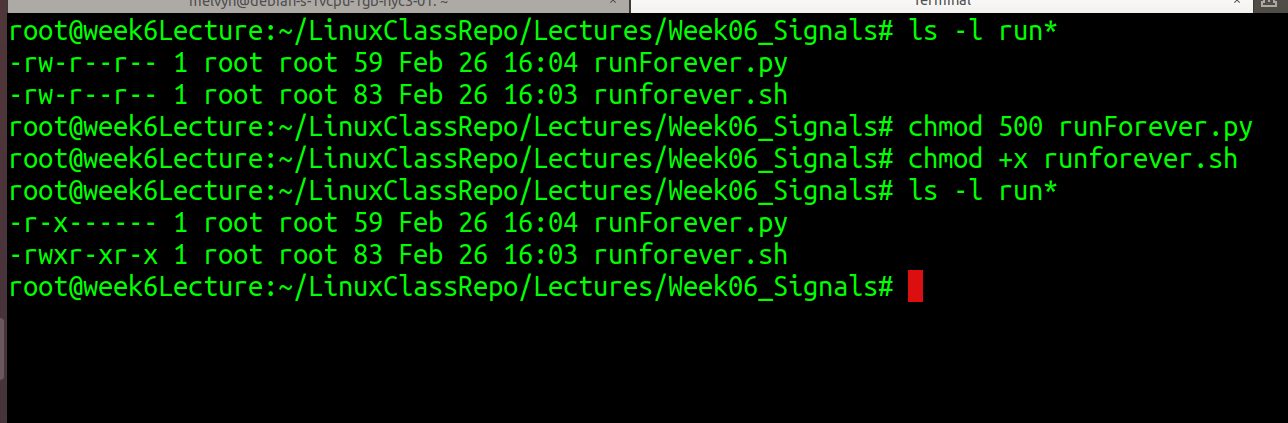 melvyn@debian-s-1vcpu-1gb-nyc3-01: ~ Terminal
root@week6Lecture:~/LinuxClassRepo/Lectures/Week06_Signals# ls -l run*
-rw-r--r-- 1 root root 59 Feb 26 16:04 runForever.py
-rw-r--r-- 1 root root 83 Feb 26 16:03 runforever.sh
root@week6Lecture:~/LinuxClassRepo/Lectures/Week06_Signals# chmod 500 runForever.py
root@week6Lecture:~/LinuxClassRepo/Lectures/Week06_Signals# chmod +x runforever.sh
root@week6Lecture:~/LinuxClassRepo/Lectures/Week06_Signals# ls -l run*
-r-x------ 1 root root 59 Feb 26 16:04 runForever.py
-rwxr-xr-x 1 root root 83 Feb 26 16:03 runforever.sh
root@week6Lecture:~/LinuxClassRepo/Lectures/Week06_Signals#